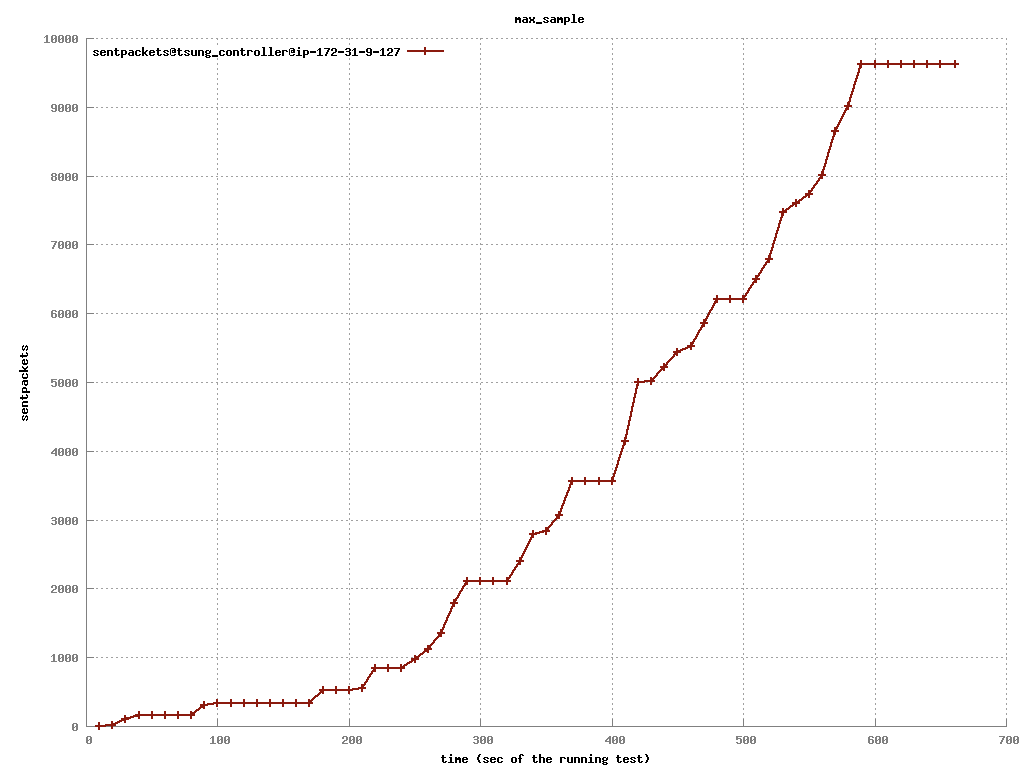 max_sample
sentpackets@tsung_controller@ip-172-31-9-127
10000
9000
8000
7000
6000
5000
4000
3000
2000
1000
0
sentpackets
0 100 200 300 400 500 600 700
time (sec of the running test)